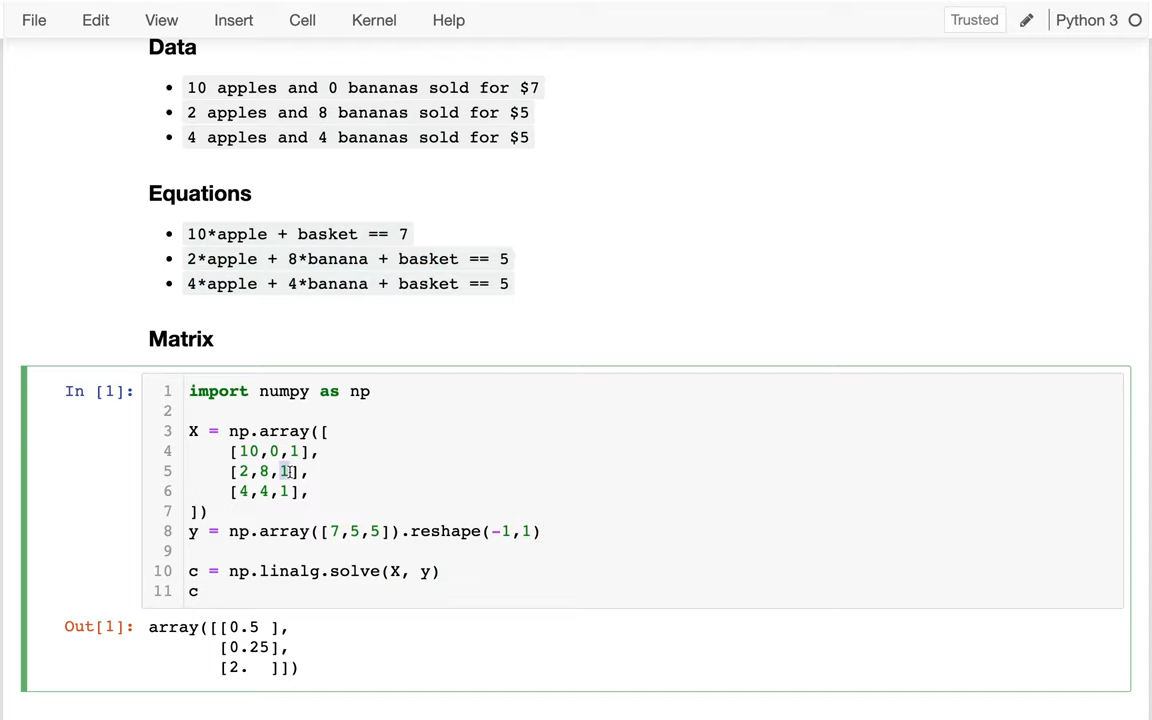 File Edit View Insert Cell Kernel Help Trusted Python 3
Data
• 10 apples and 0 bananas sold for $7
• 2 apples and 8 bananas sold for $5
• 4 apples and 4 bananas sold for $5
Equations
• 10*apple + basket == 7
• 2*apple + 8*banana + basket == 5
• 4*apple + 4*banana + basket == 5
Matrix
In [1]: 1 import numpy as np
2
3 X = np.array([
4     [10,0,1],
5     [2,8,1],
6     [4,4,1],
7 ])
8 y = np.array([7,5,5]).reshape(-1,1)
9
10 c = np.linalg.solve(X, y)
11 c
Out[1]: array([[0.5 ],
       [0.25],
       [2.  ]])